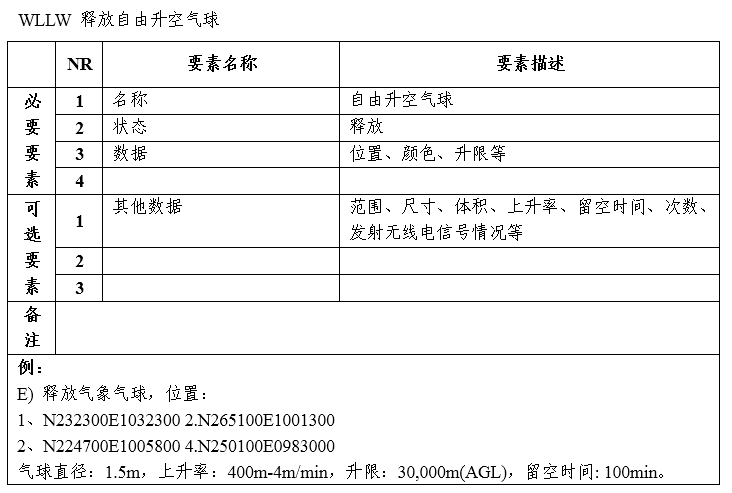 WLLW 释放自由升空气球
NR 要素名称 要素描述
必要要素
1 名称 自由升空气球
2 状态 释放
3 数据 位置、颜色、升限等
4
可选要素
1 其他数据 范围、尺寸、体积、上升率、留空时间、次数、
发射无线电信号情况等
2
3
备注
例：
E) 释放气象气球，位置：
1、N232300E1032300 2.N265100E1001300
2、N224700E1005800 4.N250100E0983000
气球直径：1.5m，上升率：400m-4m/min，升限：30,000m(AGL)，留空时间: 100min。